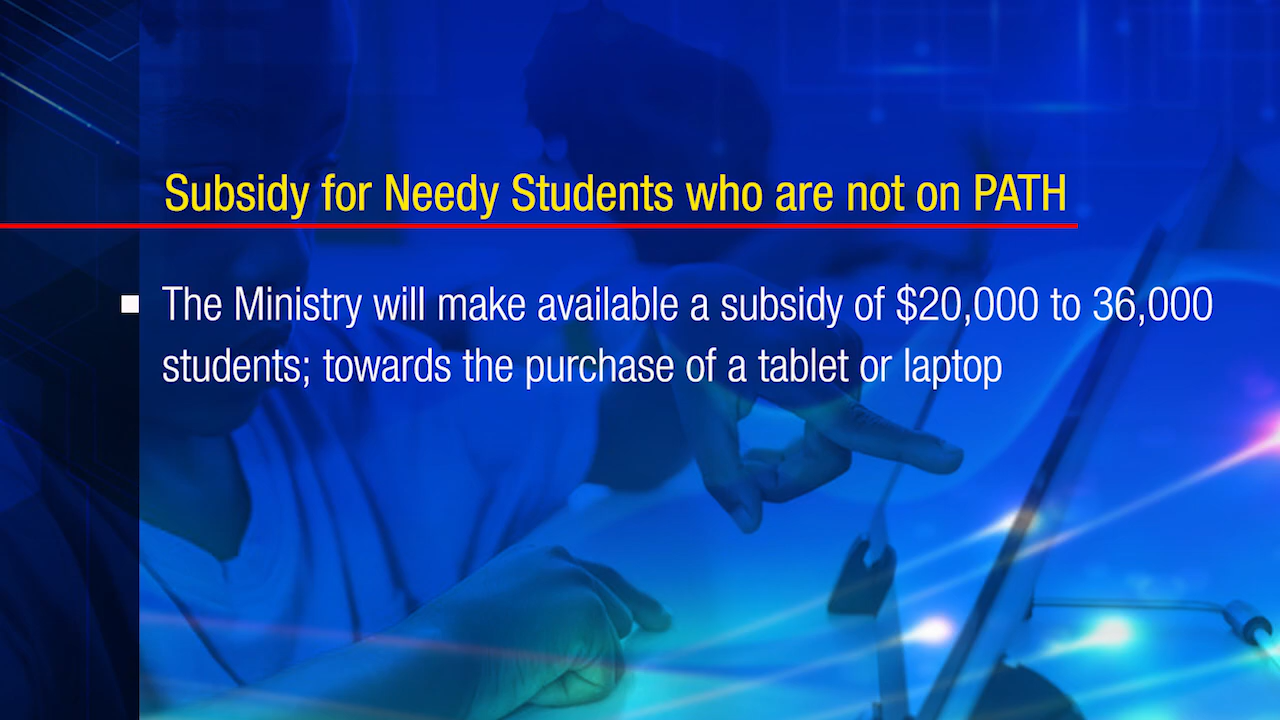 Subsidy for Needy Students who are not on PATH
The Ministry will make available a subsidy of $20,000 to 36,000
students; towards the purchase of a tablet or laptop